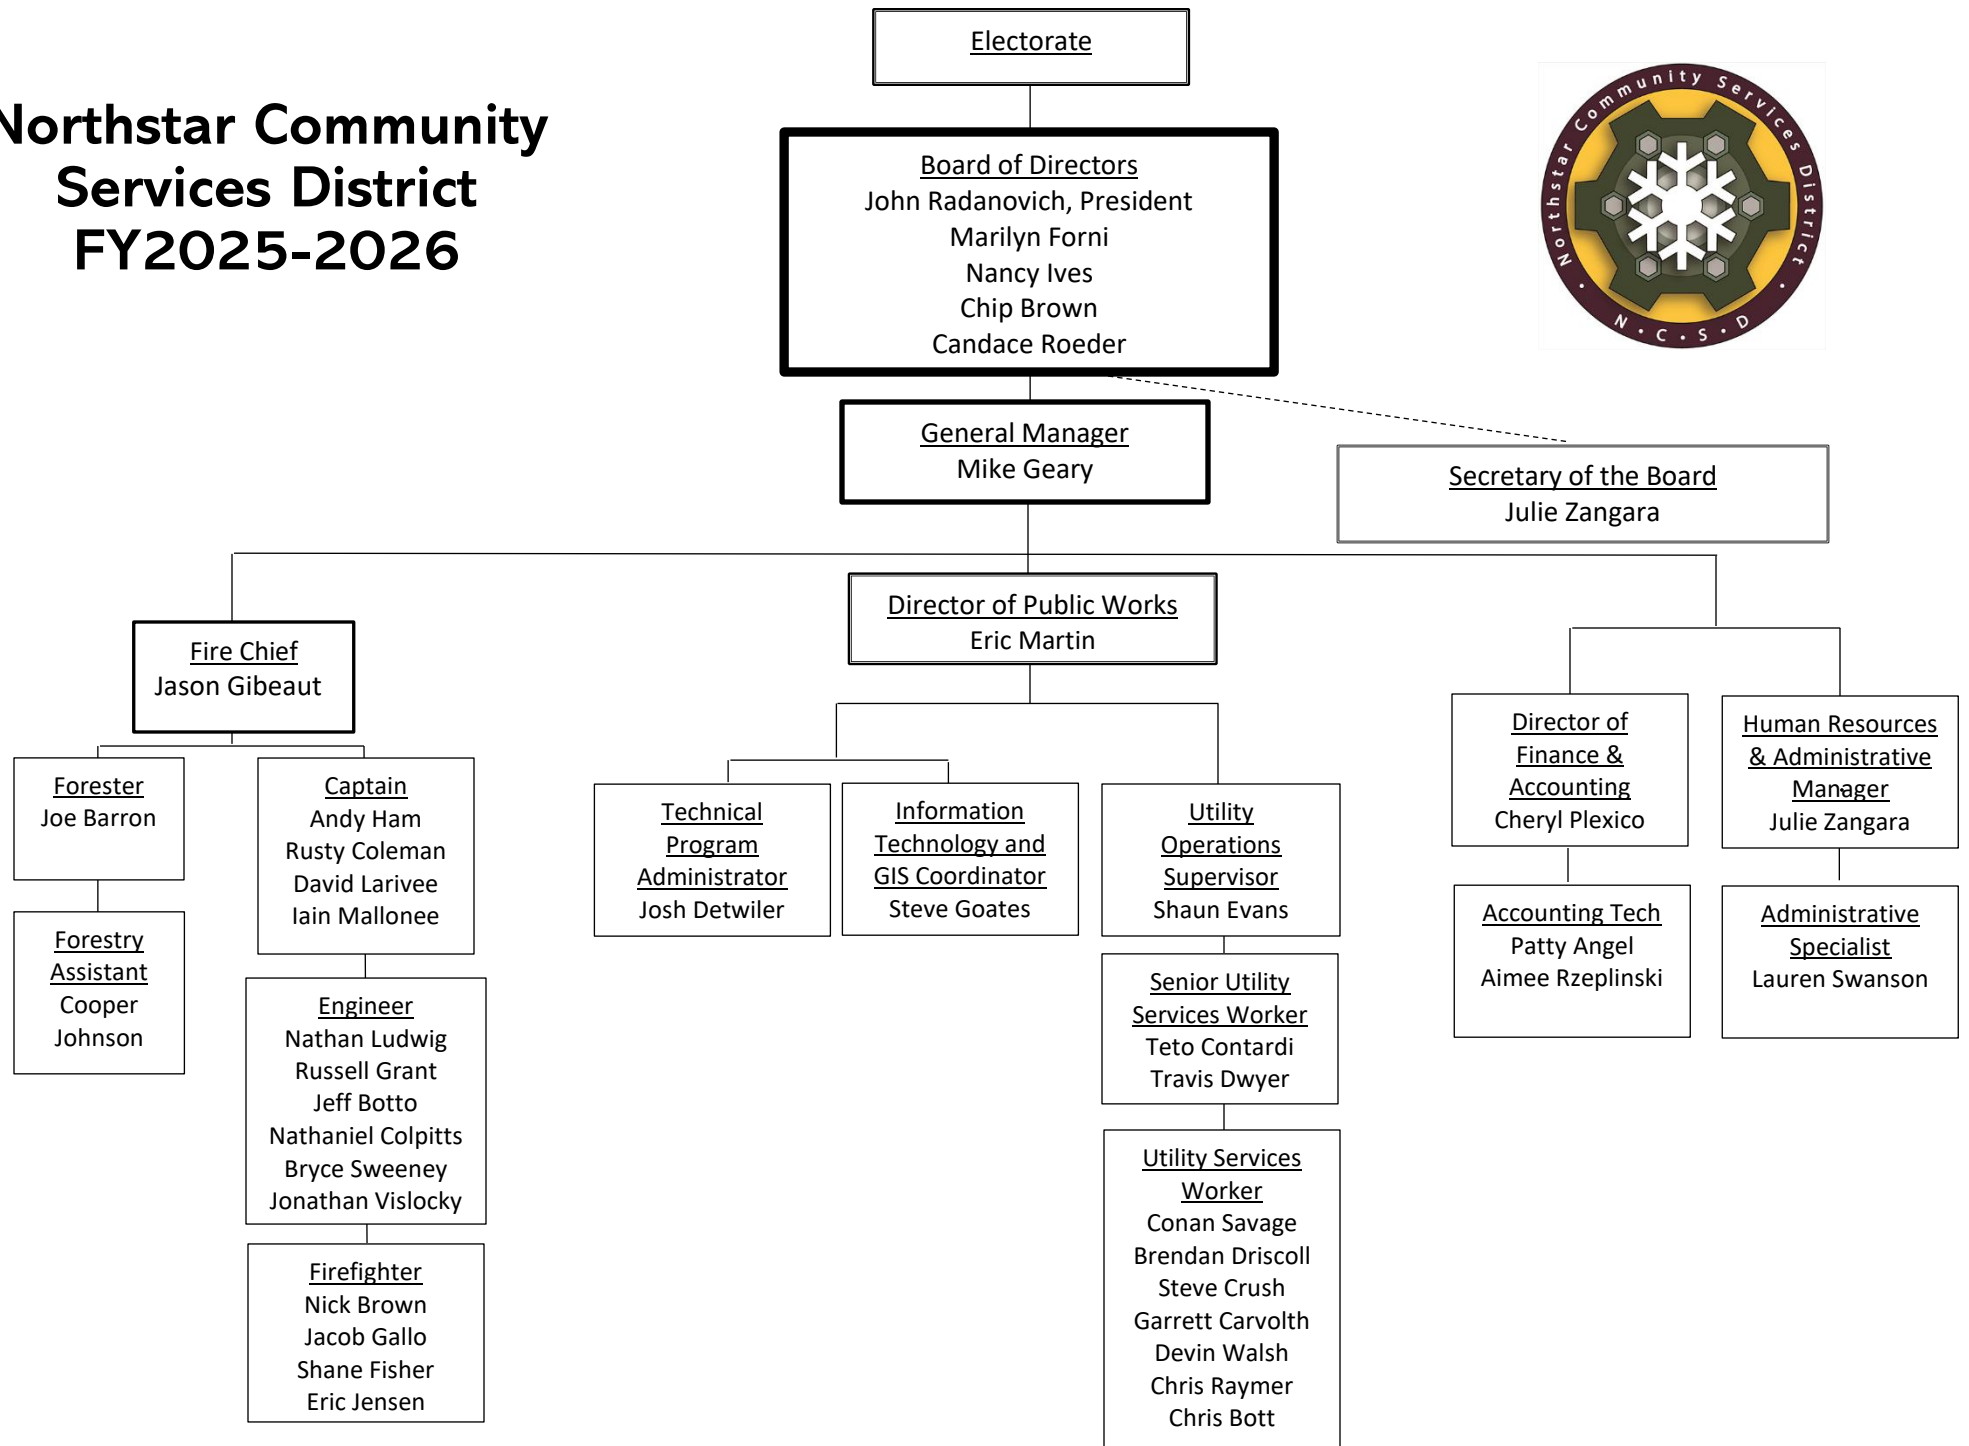 Electorate
Northstar Community
Services District
FY2025-2026
Northstar Community Services District
N • C • S • D
Board of Directors
John Radanovich, President
Marilyn Forni
Nancy Ives
Chip Brown
Candace Roeder
General Manager
Mike Geary
Secretary of the Board
Julie Zangara
Fire Chief
Jason Gibeaut
Director of Public Works
Eric Martin
Forester
Joe Barron
Forestry
Assistant
Cooper
Johnson
Captain
Andy Ham
Rusty Coleman
David Larivee
Iain Mallonee
Engineer
Nathan Ludwig
Russell Grant
Jeff Botto
Nathaniel Colpitts
Bryce Sweeney
Jonathan Vislocky
Firefighter
Nick Brown
Jacob Gallo
Shane Fisher
Eric Jensen
Technical
Program
Administrator
Josh Detwiler
Information
Technology and
GIS Coordinator
Steve Goates
Utility
Operations
Supervisor
Shaun Evans
Senior Utility
Services Worker
Teto Contardi
Travis Dwyer
Utility Services
Worker
Conan Savage
Brendan Driscoll
Steve Crush
Garrett Carvolth
Devin Walsh
Chris Raymer
Chris Bott
Director of
Finance &
Accounting
Cheryl Plexico
Accounting Tech
Patty Angel
Aimee Rzeplinski
Human Resources
& Administrative
Manager
Julie Zangara
Administrative
Specialist
Lauren Swanson